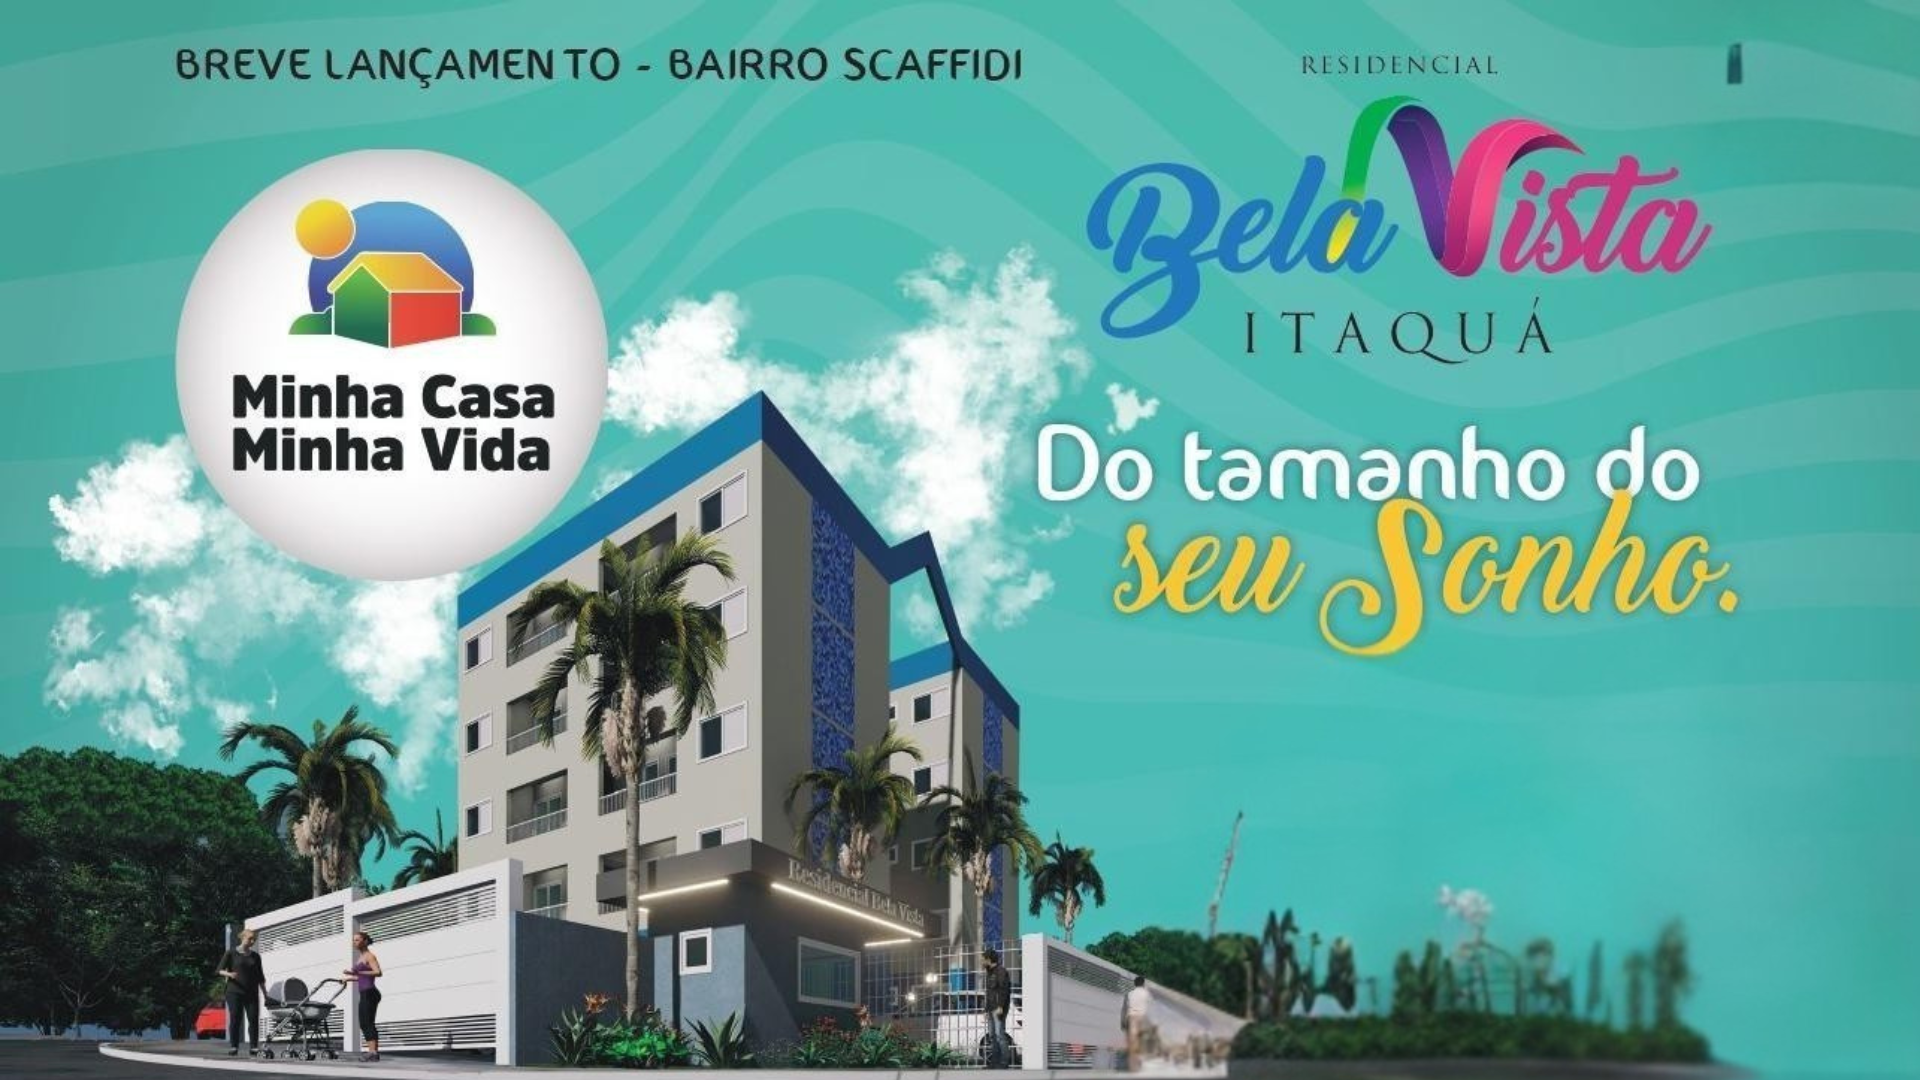 BREVE LANÇAMENTO - BAIRRO SCAFFIDI
RESIDENCIAL
Bela Vista
ITAQUÁ
Minha Casa
Minha Vida
Do tamanho do
seu Sonho.
Residencial Bela Vista